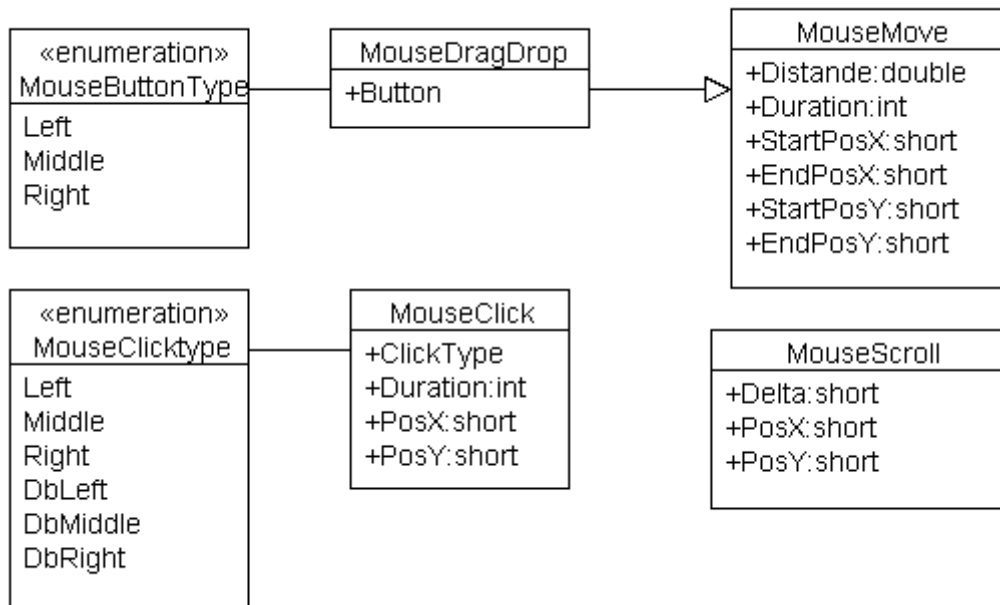 «enumeration»
MouseButtonType
Left
Middle
Right
MouseDragDrop
+Button
MouseMove
+Distande:double
+Duration:int
+StartPosX:short
+EndPosX:short
+StartPosY:short
+EndPosY:short
«enumeration»
MouseClicktype
Left
Middle
Right
DbLeft
DbMiddle
DbRight
MouseClick
+ClickType
+Duration:int
+PosX:short
+PosY:short
MouseScroll
+Delta:short
+PosX:short
+PosY:short